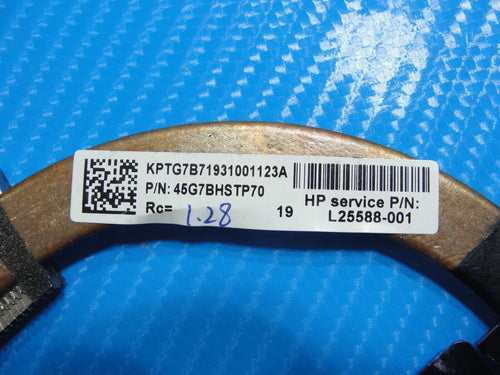 KPTG7B71931001123A
P/N: 45G7BHSTP70
Rc= 1.28 19
HP service P/N:
L25588-001